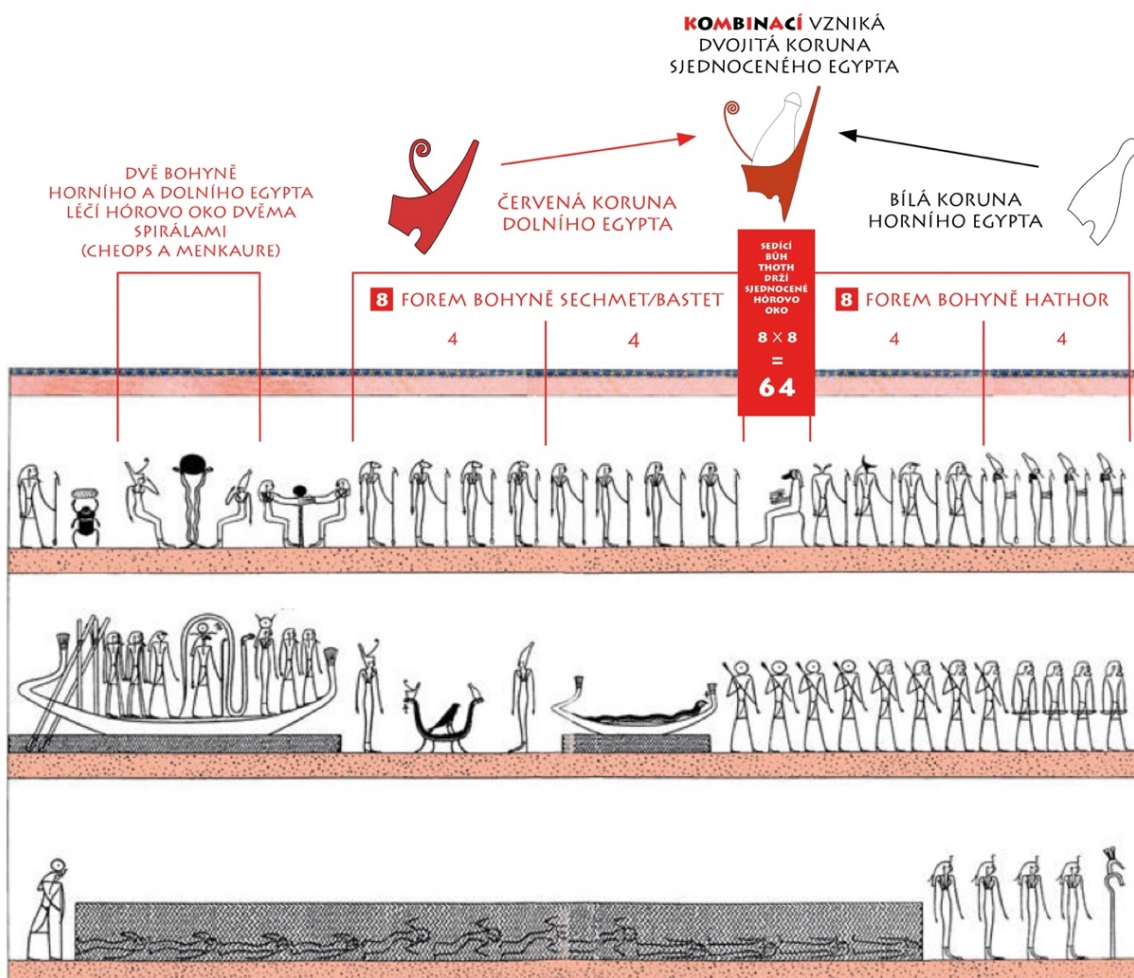 KOMBINACÍ VZNIKÁ
DVOJITÁ KORUNA
SJEDNOCENÉHO EGYPTA
DVĚ BOHYNĚ
HORNÍHO A DOLNÍHO EGYPTA
LÉČÍ HÓROVO OKO DVĚMA
SPIRÁLAMI
(CHEOPS A MENKAURE)
ČERVENÁ KORUNA
DOLNÍHO EGYPTA
BÍLÁ KORUNA
HORNÍHO EGYPTA
8 FOREM BOHYNĚ SECHMET/BASTET
4
4
SEDÍCÍ
BŮH
THOTH
DRŽÍ
SJEDNOCENÉ
HÓROVO
OKO
8 × 8
=
64
8 FOREM BOHYNĚ HATHOR
4
4